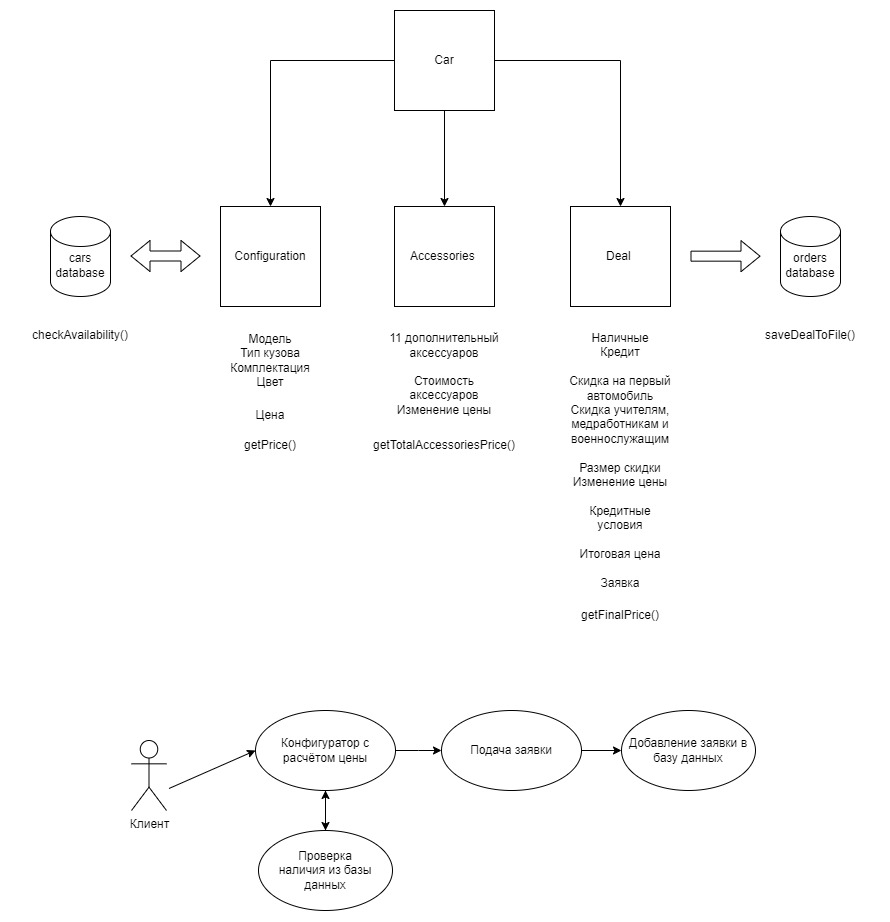 Car
cars
database
Configuration
Accessories
Deal
orders
database
checkAvailability()
Модель
Тип кузова
Комплектация
Цвет
Цена
getPrice()
11 дополнительный
аксессуаров
Стоимость
аксессуаров
Изменение цены
getTotalAccessoriesPrice()
Наличные
Кредит
Скидка на первый
автомобиль
Скидка учителям,
медработникам и
военнослужащим
Размер скидки
Изменение цены
Кредитные
условия
Итоговая цена
Заявка
getFinalPrice()
saveDealToFile()
Клиент
Конфигуратор с
расчётом цены
Подача заявки
Добавление заявки в
базу данных
Проверка
наличия из базы
данных